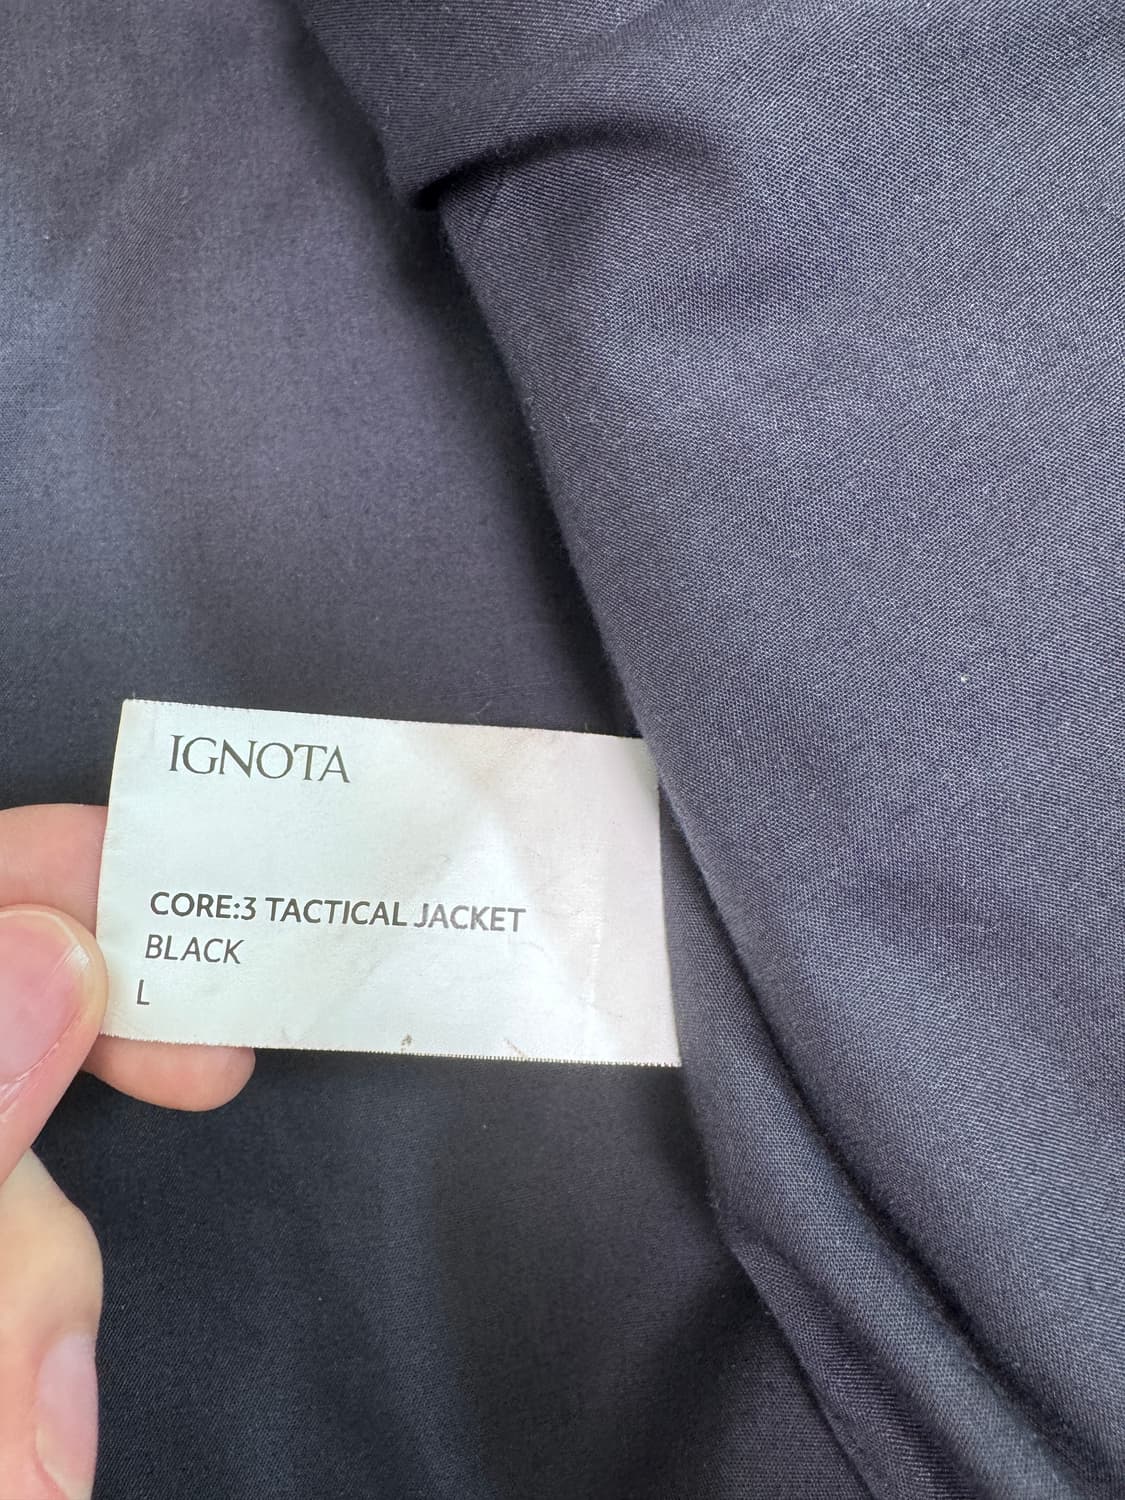 IGNOTA
CORE:3 TACTICAL JACKET
BLACK
L